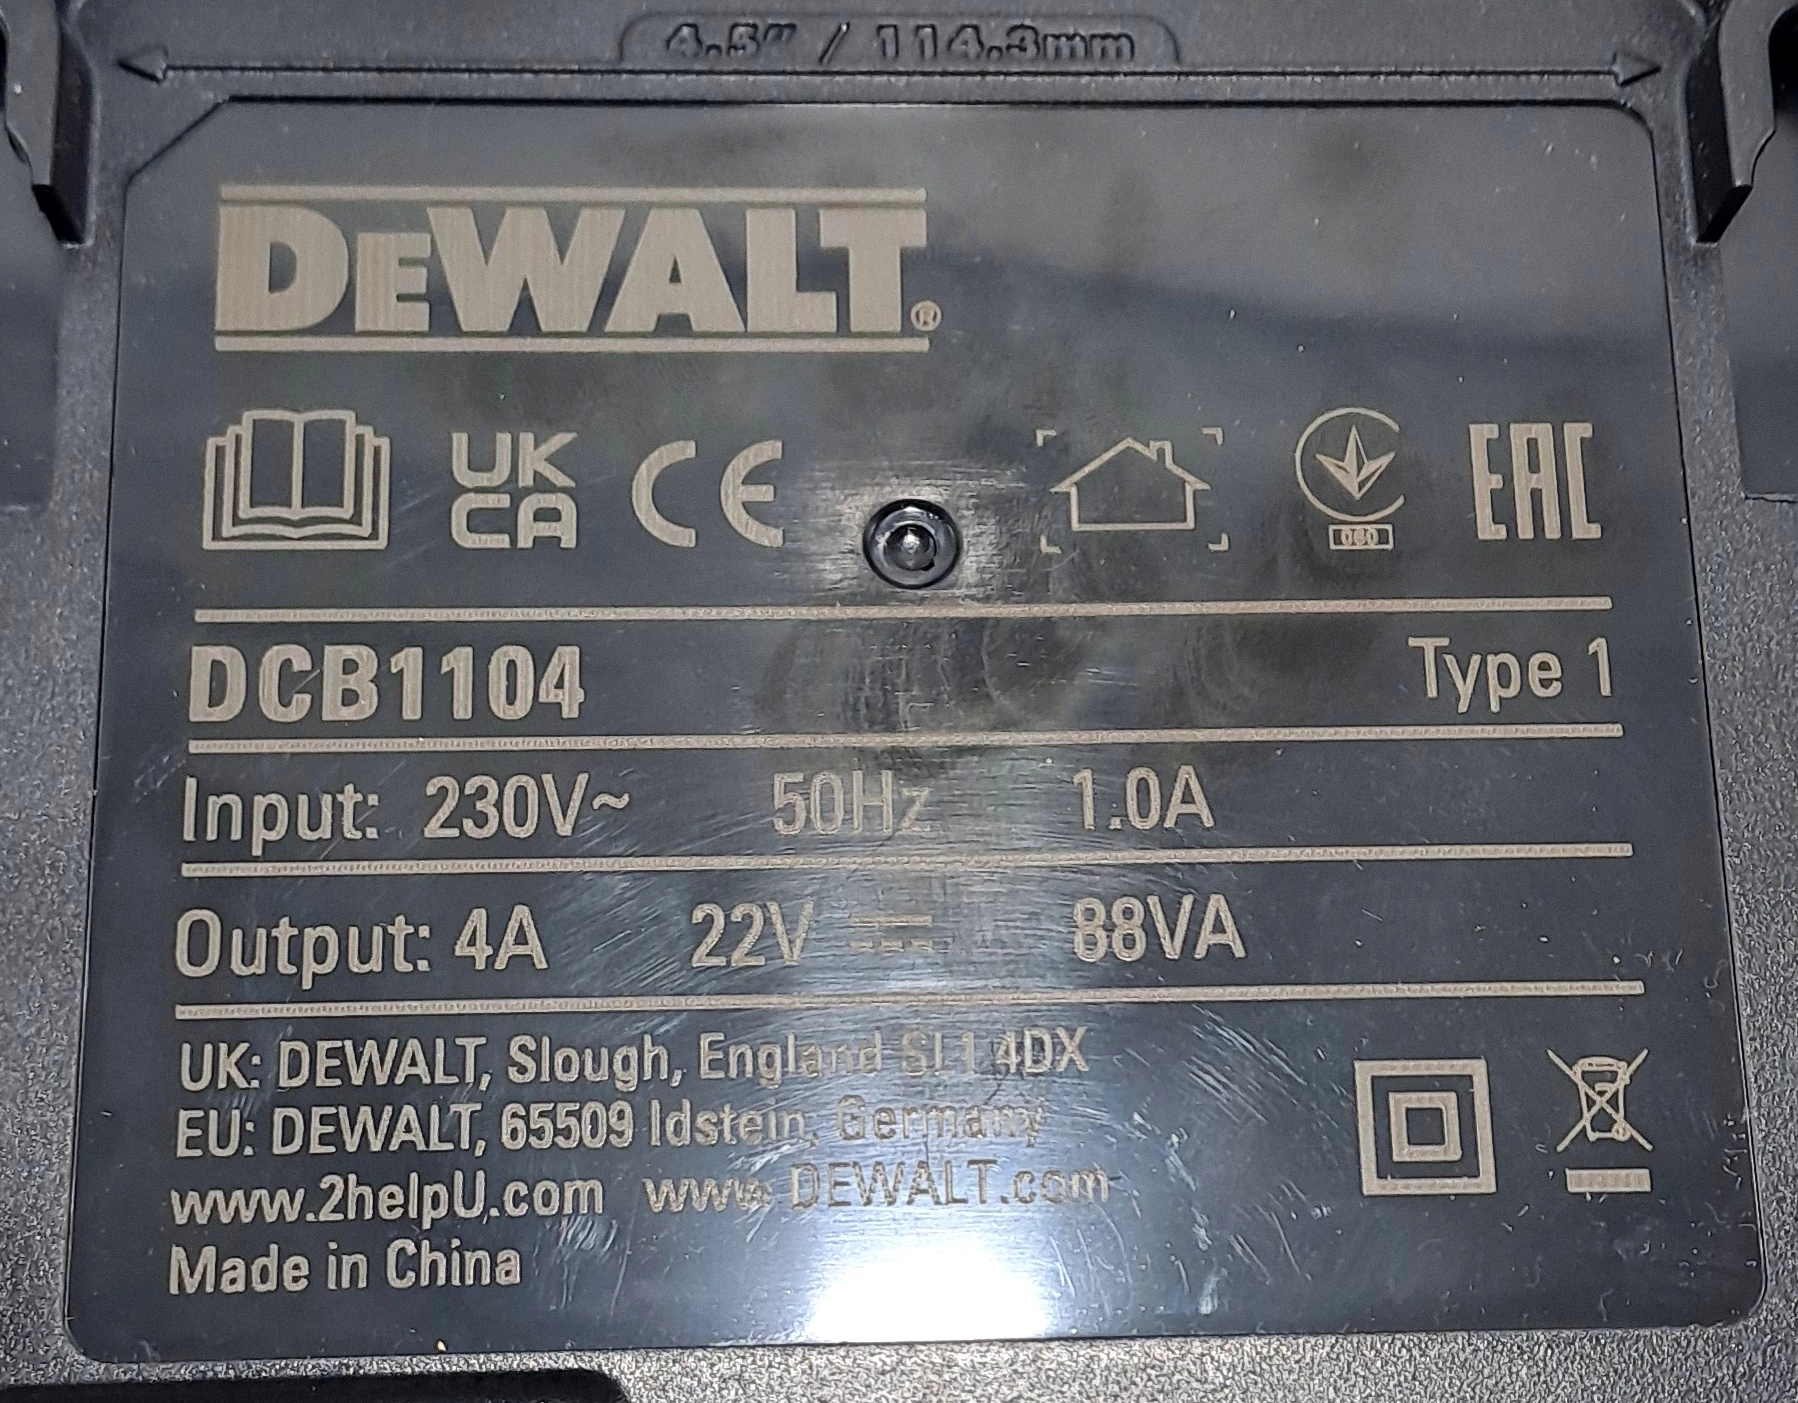 4.5" / 114.3mm
DEWALT®
UK CA CE EAC
DCB1104 Type 1
Input: 230V~ 50Hz 1.0A
Output: 4A 22V ⎓ 88VA
UK: DEWALT, Slough, England SL1 4DX
EU: DEWALT, 65509 Idstein, Germany
www.2helpU.com www.DEWALT.com
Made in China